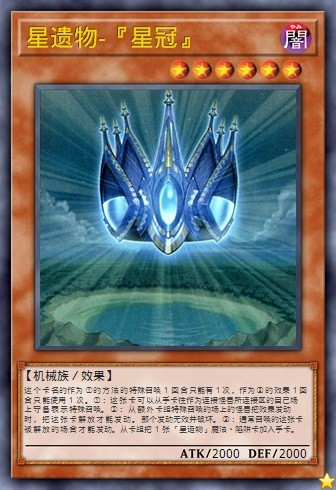 星遗物-『星冠』
闇
【机械族／效果】
这个卡名的作为①的方法的特殊召唤1回合只能有1次，作为②的效果1回
合只能使用1次。①：这张卡可以从手卡往作为连接怪兽所连接区的自己场
上守备表示特殊召唤。②：从额外卡组特殊召唤的场上的怪兽把效果发动
时，把这张卡解放才能发动。那个发动无效并破坏。③：通常召唤的这张卡
被解放的场合才能发动。从卡组把1张「星遗物」魔法·陷阱卡加入手卡。
ATK/2000 DEF/2000